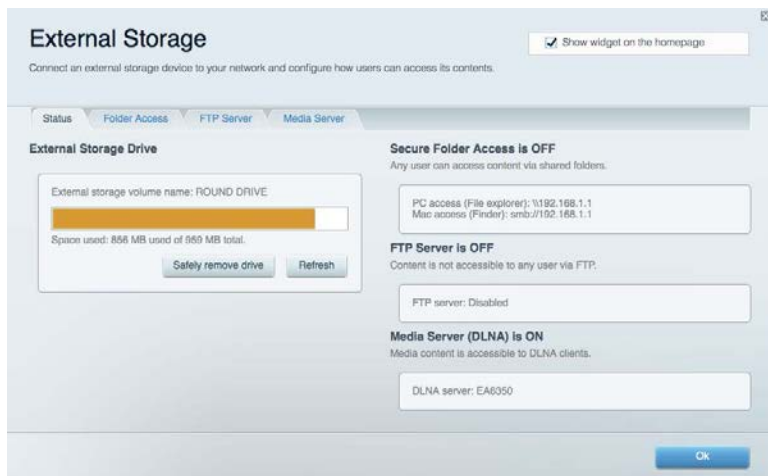 External Storage
Show widget on the homepage
Connect an external storage device to your network and configure how users can access its contents.
Status
Folder Access
FTP Server
Media Server
External Storage Drive
External storage volume name: ROUND DRIVE
Space used: 856 MB used of 959 MB total.
Safely remove drive
Refresh
Secure Folder Access is OFF
Any user can access content via shared folders.
PC access (File explorer): \\192.168.1.1
Mac access (Finder): smb://192.168.1.1
FTP Server is OFF
Content is not accessible to any user via FTP.
FTP server: Disabled
Media Server (DLNA) is ON
Media content is accessible to DLNA clients.
DLNA server: EA6350
Ok